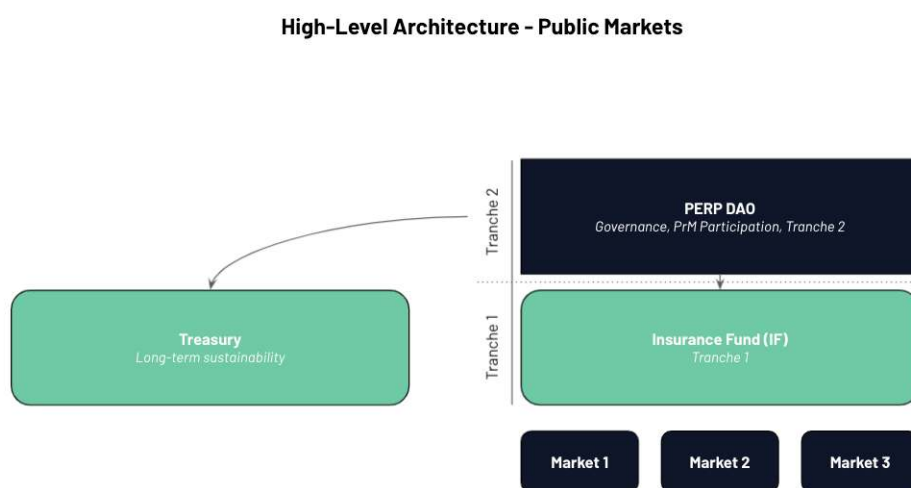 High-Level Architecture - Public Markets
Tranche 2
PERP DAO
Governance, PrM Participation, Tranche 2
Treasury
Long-term sustainability
Tranche 1
Insurance Fund (IF)
Tranche 1
Market 1
Market 2
Market 3